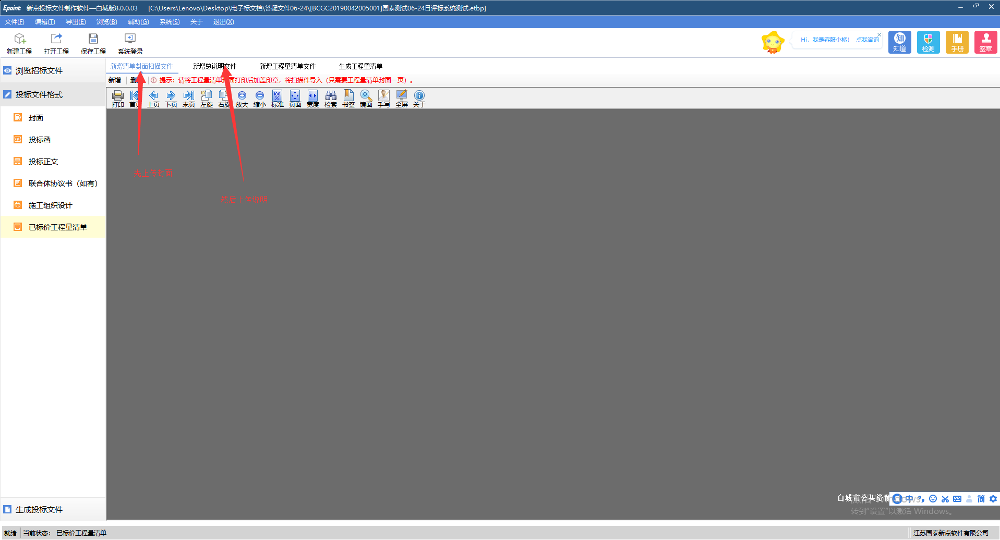 Epoint 新点投标文件制作软件—白城版8.0.0.03 [C:\Users\Lenovo\Desktop\电子标文档\答疑文件06-24\[BCGC20190042005001]国泰测试06-24日评标系统测试.etbp]
文件(F) 编辑(T) 导出(E) 浏览(B) 辅助(G) 系统(S) 关于 退出(X)
新建工程 打开工程 保存工程 系统登录
Hi，我是客服小桥！ 点我咨询
知 知道 检测 手册 签章
浏览招标文件
投标文件格式
封面
投标函
投标正文
联合体协议书（如有）
施工组织设计
已标价工程量清单
生成投标文件
新增清单封面扫描文件 新增总说明文件 新增工程量清单文件 生成工程量清单
新增 删 提示：请将工程量清单封面打印后加盖印章，将扫描件导入（只需要工程量清单封面一页）。
打印 首页 上页 下页 末页 左旋 右旋 放大 缩小 100% 标准 页面 宽度 检索 书签 镜面 手写 全屏 关于
先上传封面
然后上传说明
白城市公共资源
中 简
激活 Windows
转到"设置"以激活 Windows。
就绪 当前状态： 已标价工程量清单 江苏国泰新点软件有限公司